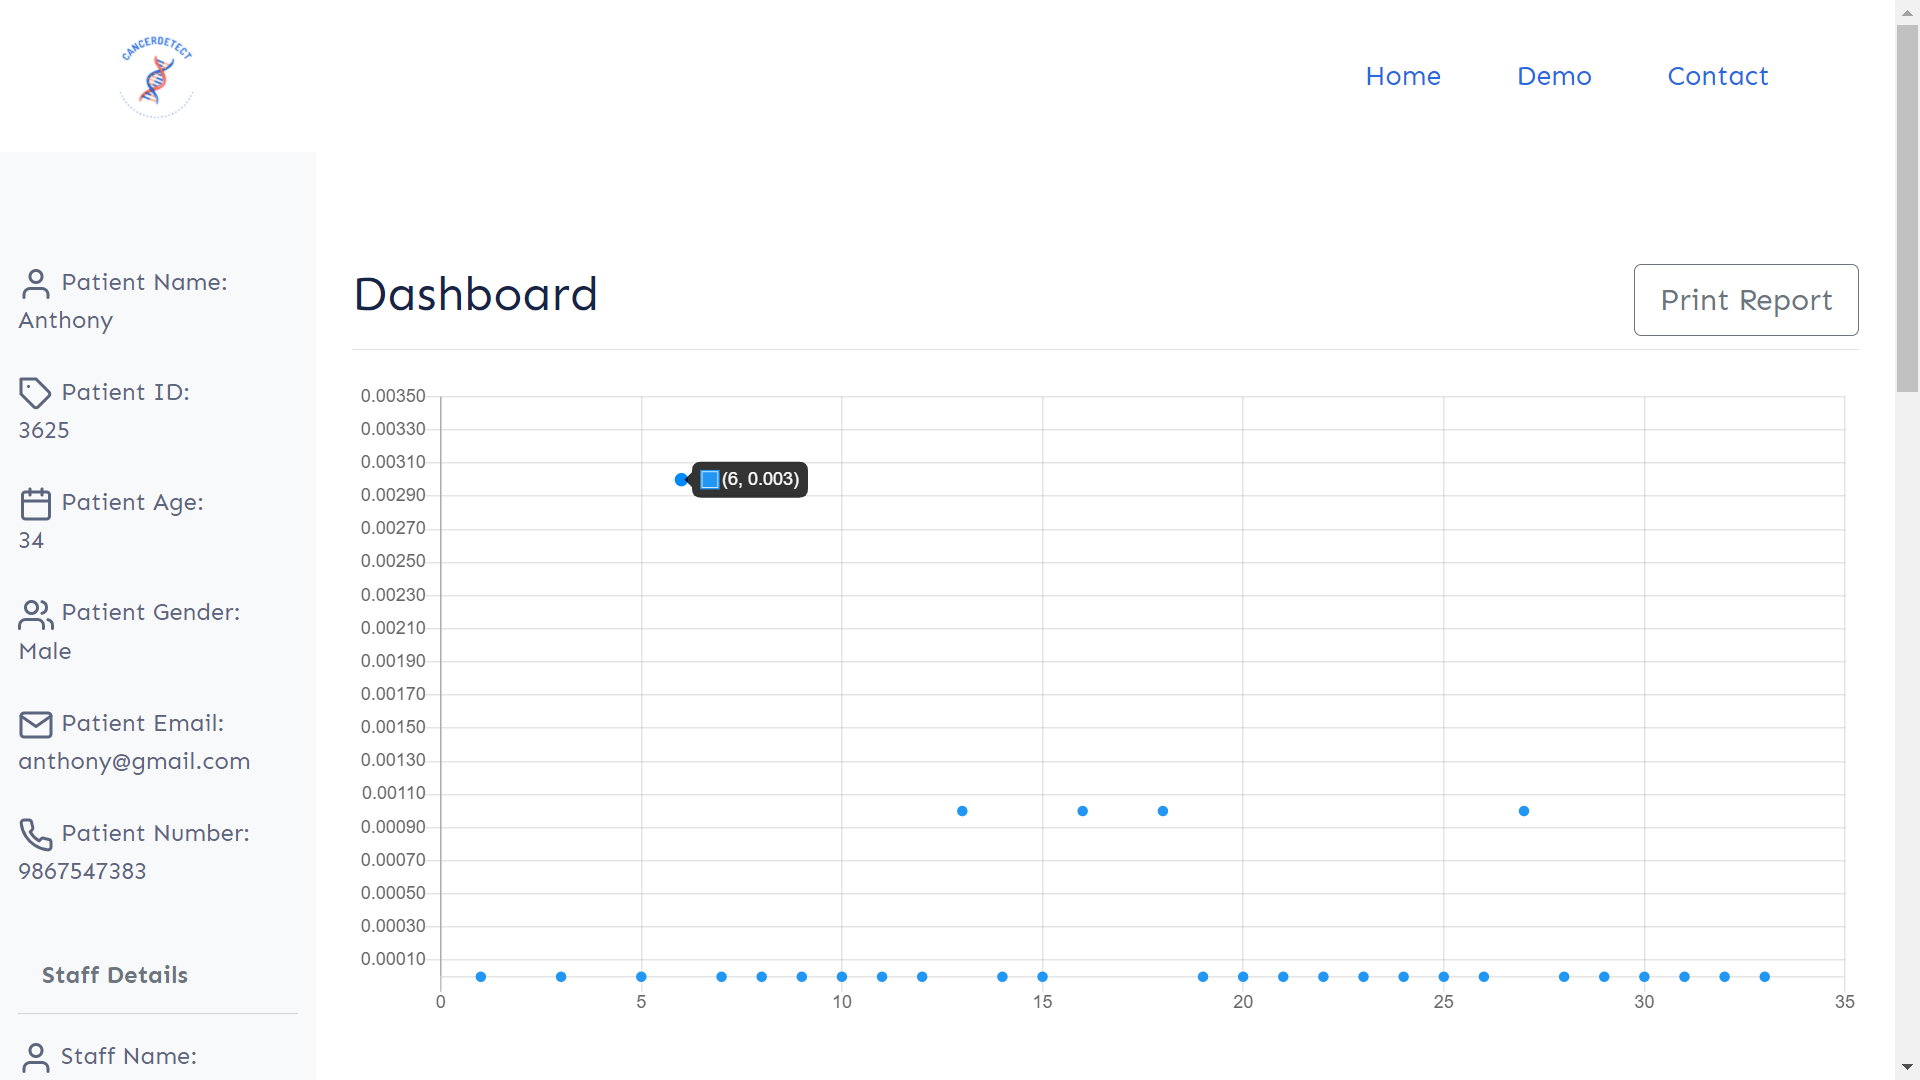 CANCERDETECT
Home
Demo
Contact
Patient Name:
Anthony
Patient ID:
3625
Patient Age:
34
Patient Gender:
Male
Patient Email:
anthony@gmail.com
Patient Number:
9867547383
Staff Details
Staff Name:
Dashboard
Print Report
0.00350
0.00330
0.00310
0.00290
0.00270
0.00250
0.00230
0.00210
0.00190
0.00170
0.00150
0.00130
0.00110
0.00090
0.00070
0.00050
0.00030
0.00010
(6, 0.003)
0 5 10 15 20 25 30 35